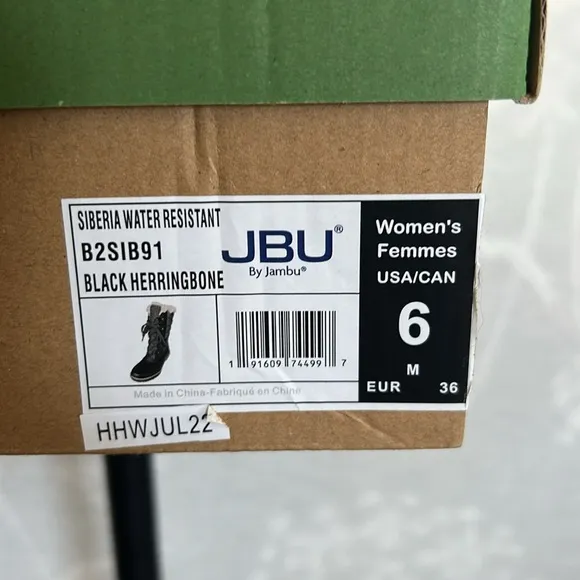 SIBERIA WATER RESISTANT
B2SIB91
BLACK HERRINGBONE
JBU®
By Jambu®
Women's
Femmes
USA/CAN
6
M
EUR 36
1 91609 74499 7
Made in China-Fabriqué en Chine
HHWJUL22